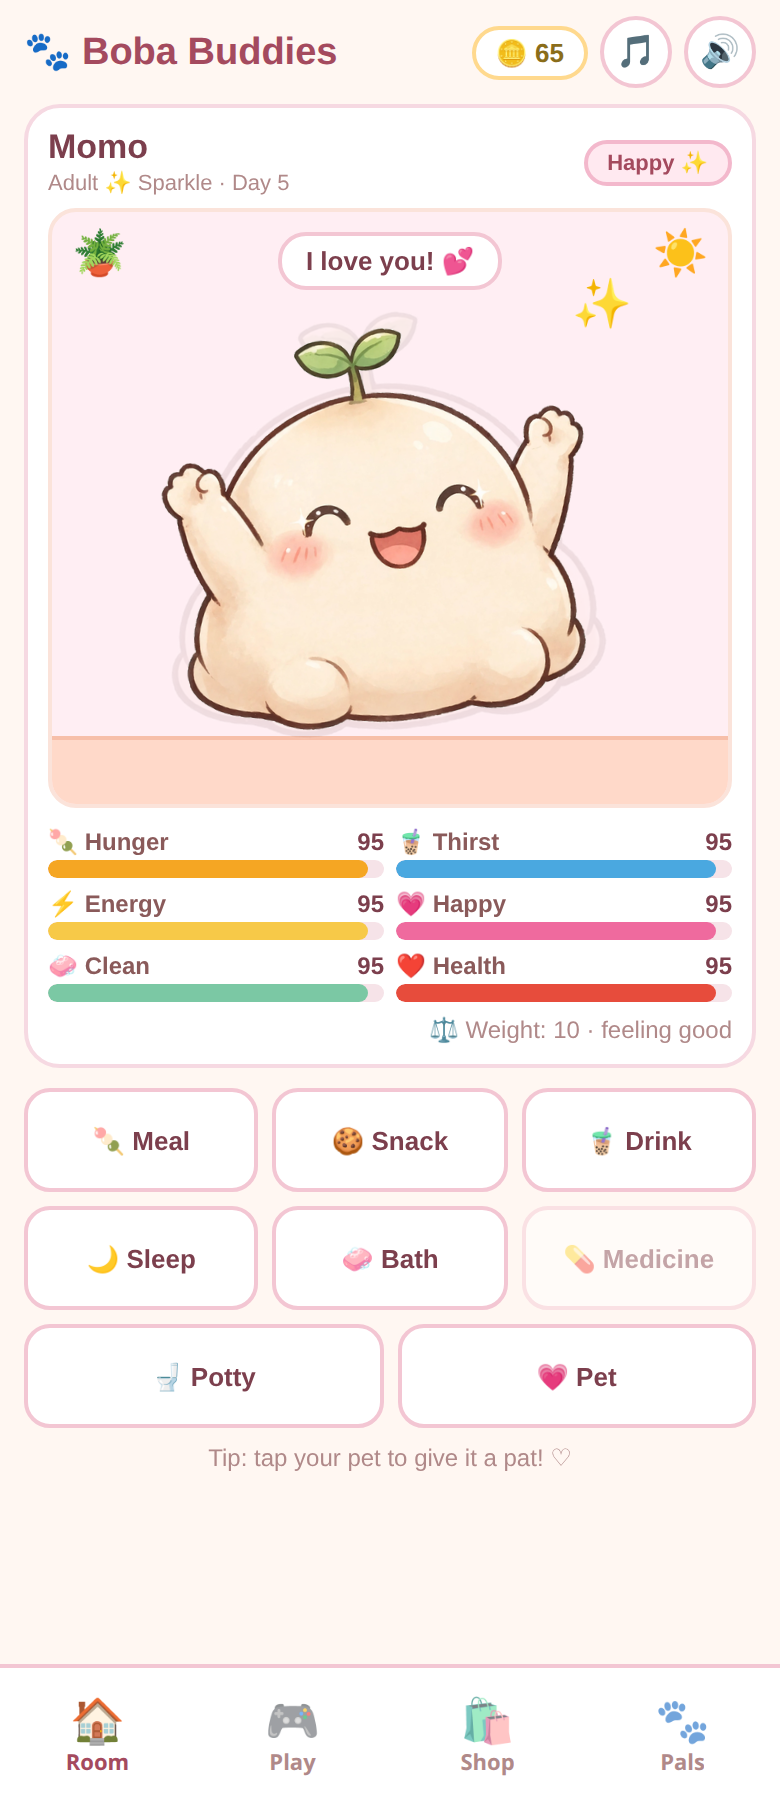 🐾 Boba Buddies 🪙 65 🎵 🔊
Momo
Adult ✨ Sparkle · Day 5
Happy ✨
I love you! 💕
🍡 Hunger 95
🧋 Thirst 95
⚡ Energy 95
💗 Happy 95
🧼 Clean 95
❤️ Health 95
⚖️ Weight: 10 · feeling good
🍡 Meal
🍪 Snack
🧋 Drink
🌙 Sleep
🧼 Bath
💊 Medicine
🚽 Potty
💗 Pet
Tip: tap your pet to give it a pat! ♡
Room
Play
Shop
Pals